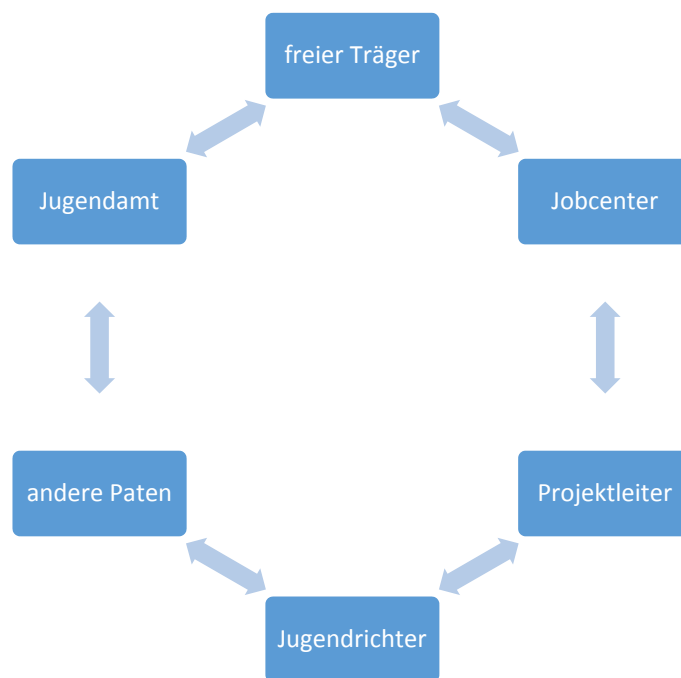 freier Träger
Jugendamt
Jobcenter
andere Paten
Projektleiter
Jugendrichter